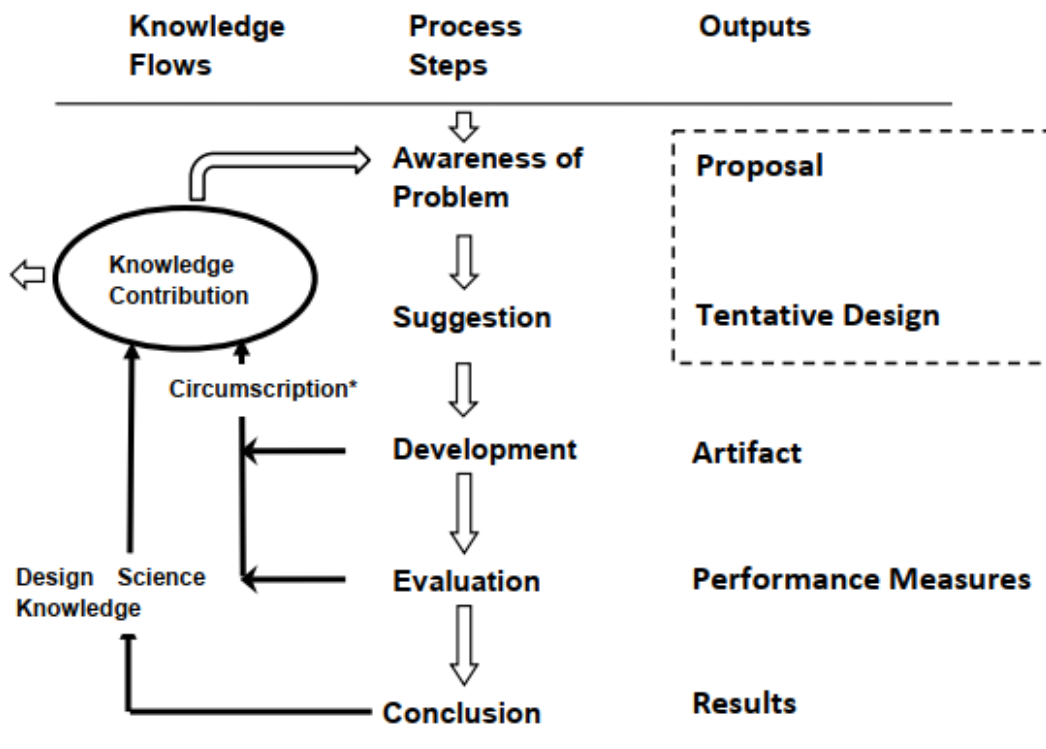 Knowledge Flows
Process Steps
Outputs
Awareness of Problem
Proposal
Knowledge Contribution
Suggestion
Tentative Design
Circumscription*
Development
Artifact
Design Science Knowledge
Evaluation
Performance Measures
Conclusion
Results